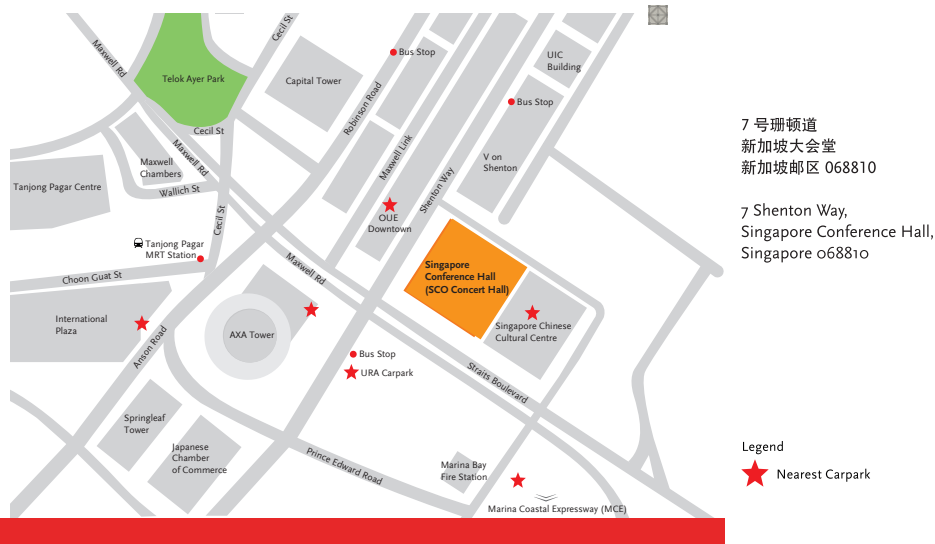 Maxwell Rd
Telok Ayer Park
Cecil St
Capital Tower
Bus Stop
UIC
Building
Robinson Road
Bus Stop
Cecil St
Maxwell Rd
Maxwell
Chambers
Maxwell Link
V on
Shenton
Tanjong Pagar Centre
Wallich St
Shenton Way
Cecil St
OUE
Downtown
Tanjong Pagar
MRT Station
Choon Guat St
Maxwell Rd
Singapore
Conference Hall
(SCO Concert Hall)
International
Plaza
AXA Tower
Anson Road
Singapore Chinese
Cultural Centre
Bus Stop
URA Carpark
Straits Boulevard
Springleaf
Tower
Japanese
Chamber
of Commerce
Prince Edward Road
Marina Bay
Fire Station
Marina Coastal Expressway (MCE)
7 号珊顿道
新加坡大会堂
新加坡邮区 068810
7 Shenton Way,
Singapore Conference Hall,
Singapore 068810
Legend
Nearest Carpark